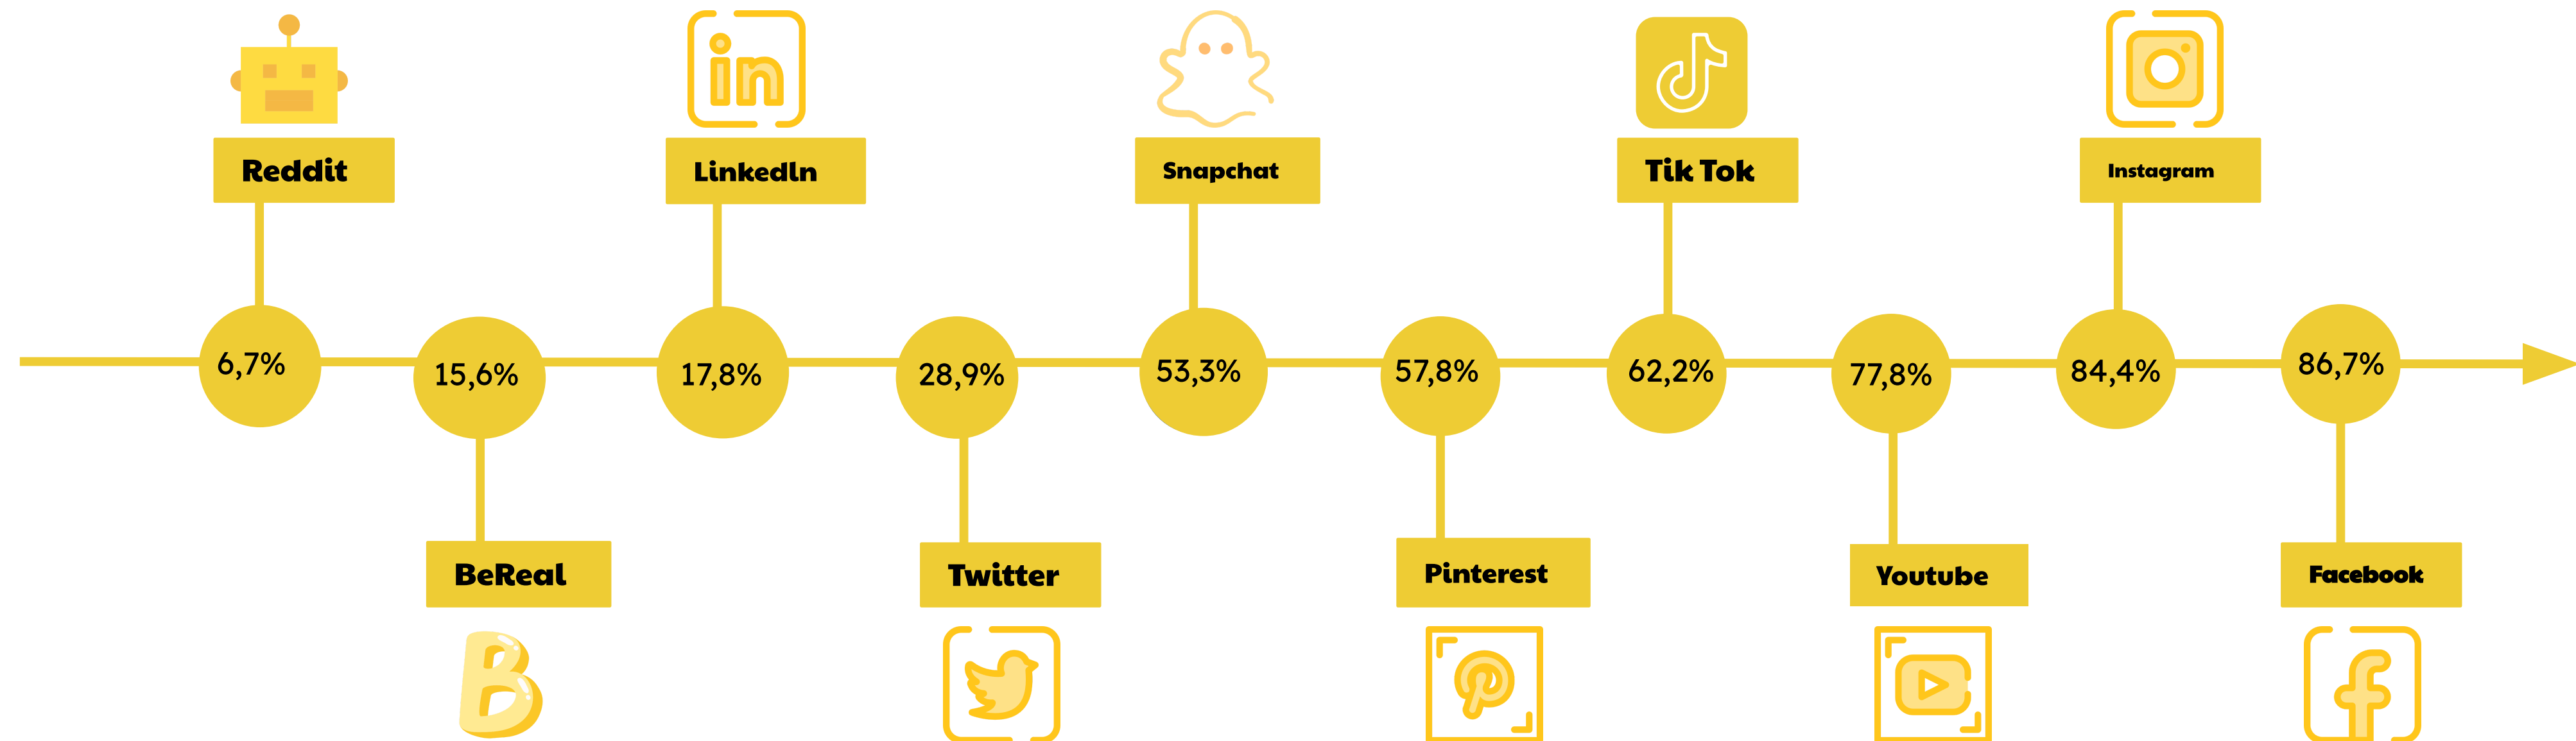 in
Reddit
LinkedIn
Snapchat
Tik Tok
Instagram
6,7%
15,6%
17,8%
28,9%
53,3%
57,8%
62,2%
77,8%
84,4%
86,7%
BeReal
Twitter
Pinterest
Youtube
Facebook
B